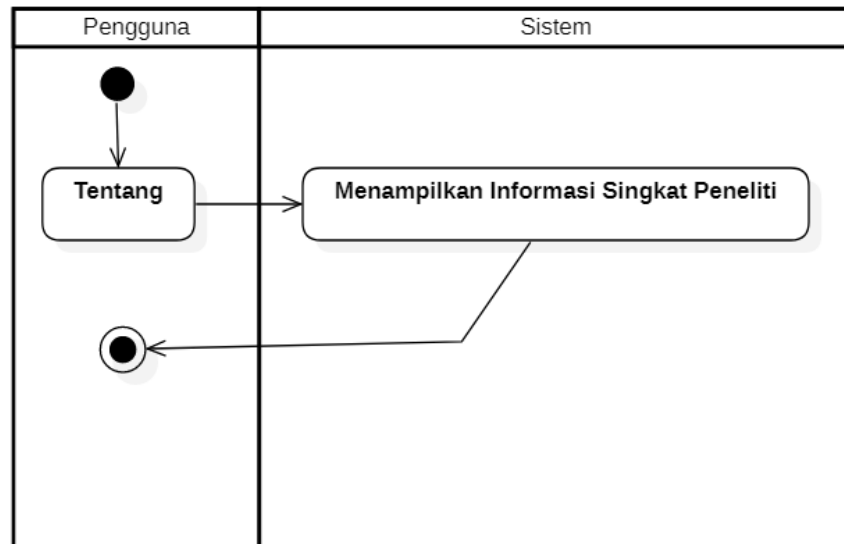 Pengguna
Sistem
Tentang
Menampilkan Informasi Singkat Peneliti